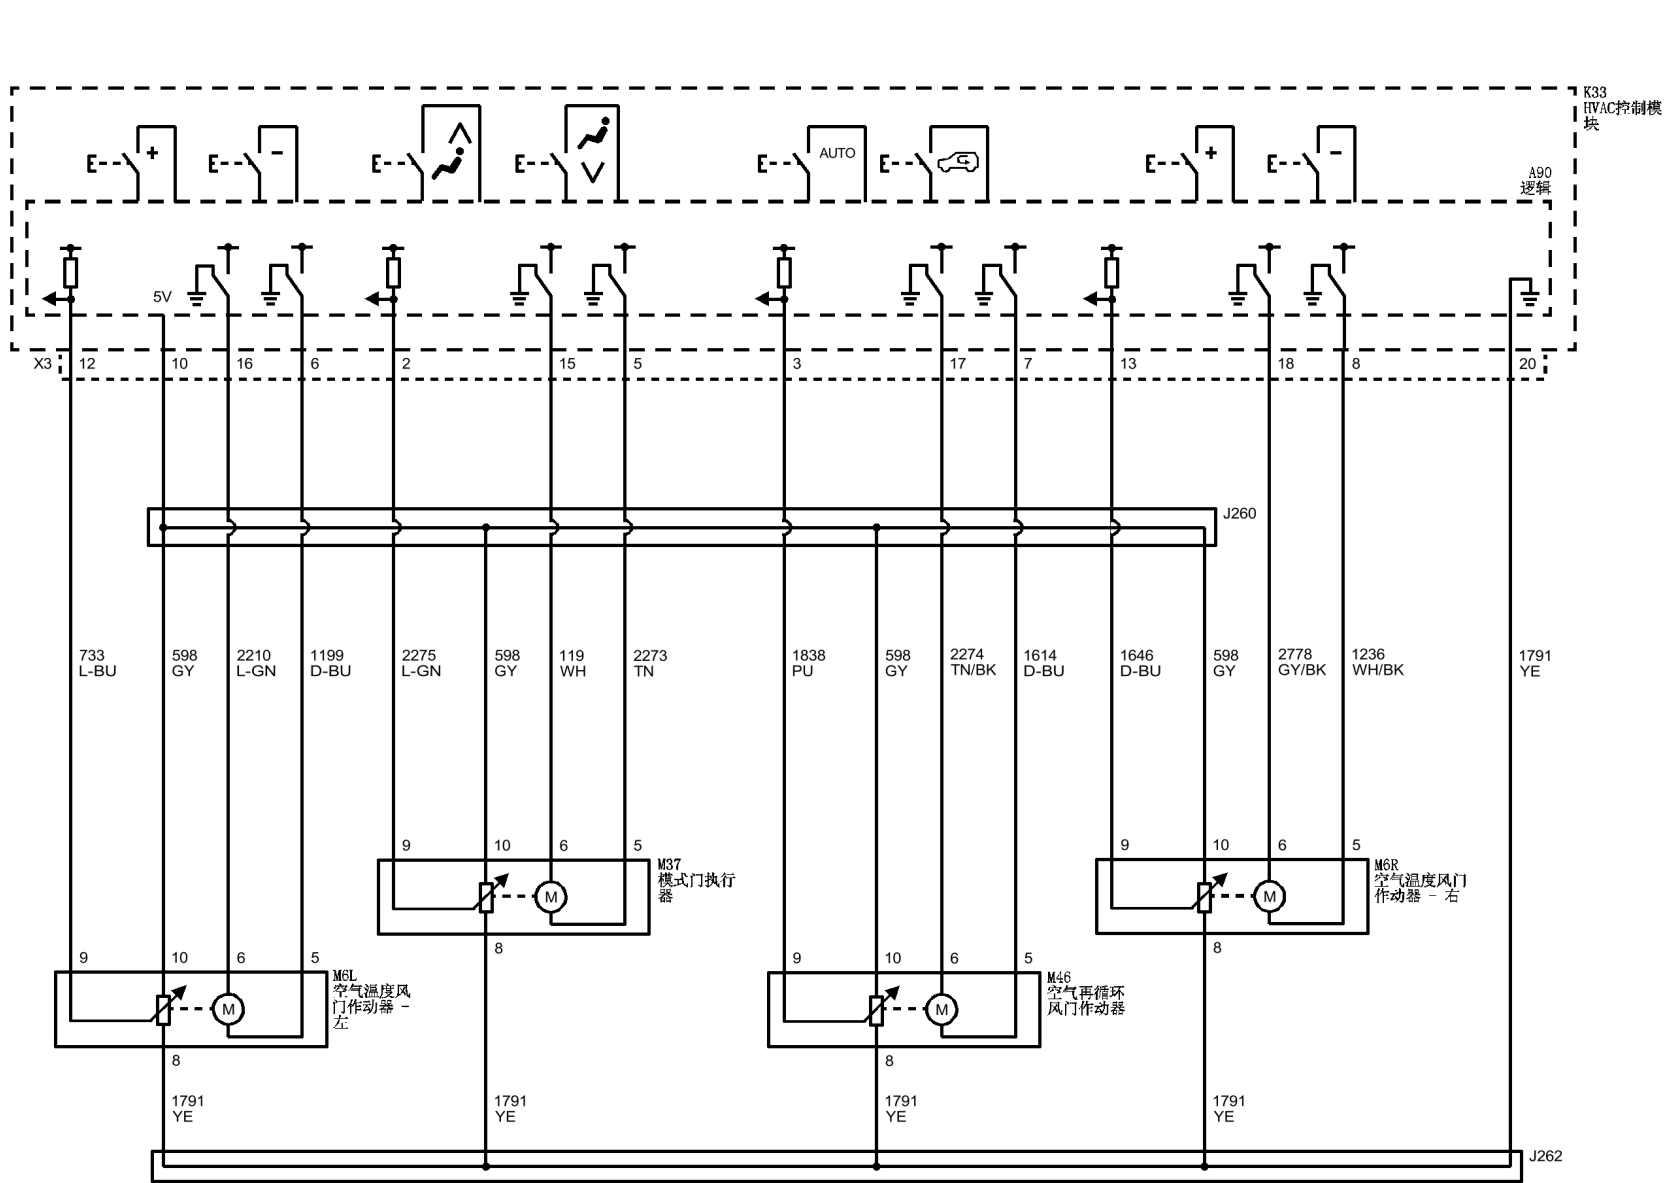 K33
HVAC控制模
块
+
−
AUTO
+
−
A90
逻辑
5V
X3
12
10
16
6
2
15
5
3
17
7
13
18
8
20
J260
733
L-BU
598
GY
2210
L-GN
1199
D-BU
2275
L-GN
598
GY
119
WH
2273
TN
1838
PU
598
GY
2274
TN/BK
1614
D-BU
1646
D-BU
598
GY
2778
GY/BK
1236
WH/BK
1791
YE
9
10
6
5
M37
模式门执行
器
M
8
9
10
6
5
M6R
空气温度风门
作动器 - 右
M
8
9
10
6
5
M6L
空气温度风
门作动器 -
左
M
8
9
10
6
5
M46
空气再循环
风门作动器
M
8
1791
YE
1791
YE
1791
YE
1791
YE
J262